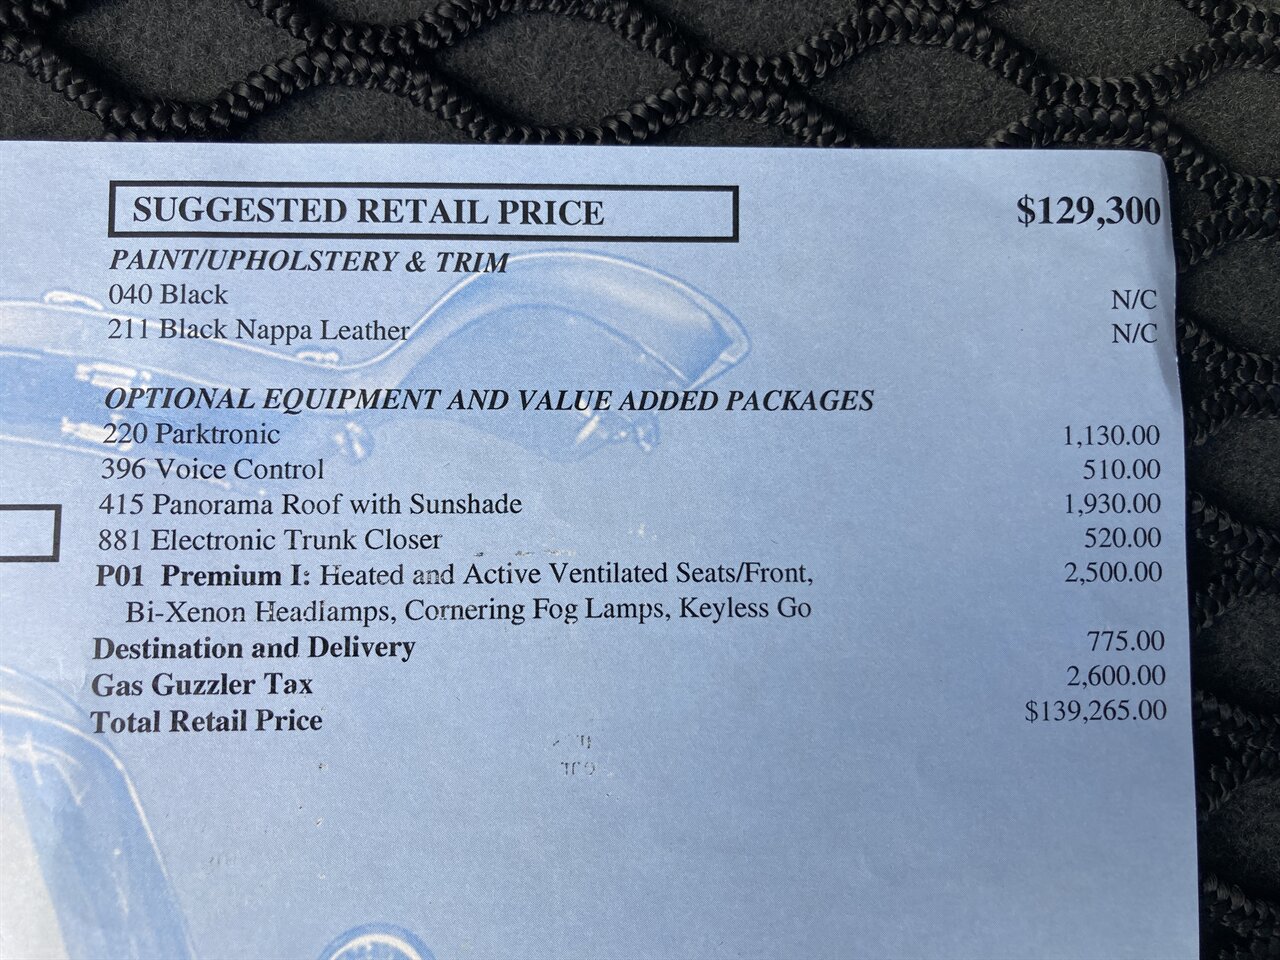 SUGGESTED RETAIL PRICE $129,300
PAINT/UPHOLSTERY & TRIM
040 Black N/C
211 Black Nappa Leather N/C
OPTIONAL EQUIPMENT AND VALUE ADDED PACKAGES
220 Parktronic 1,130.00
396 Voice Control 510.00
415 Panorama Roof with Sunshade 1,930.00
881 Electronic Trunk Closer 520.00
P01 Premium I: Heated and Active Ventilated Seats/Front, 2,500.00
Bi-Xenon Headlamps, Cornering Fog Lamps, Keyless Go
Destination and Delivery 775.00
Gas Guzzler Tax 2,600.00
Total Retail Price $139,265.00